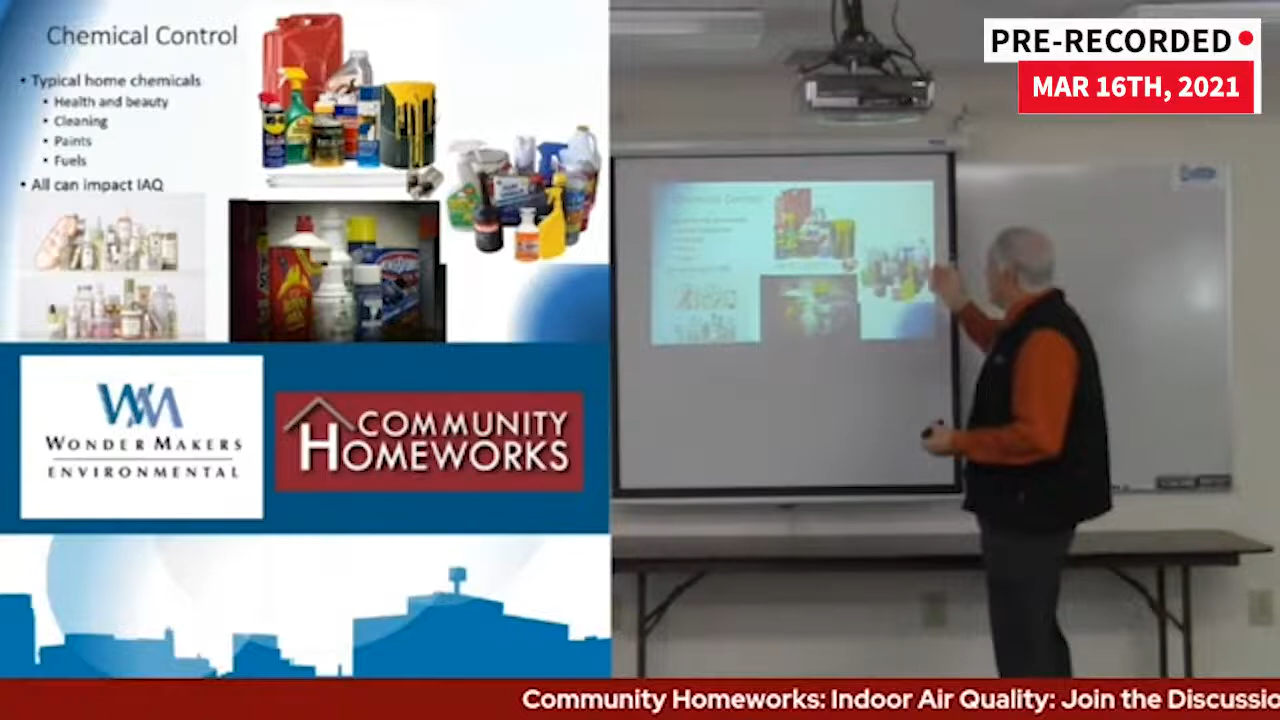 Chemical Control
• Typical home chemicals
• Health and beauty
• Cleaning
• Paints
• Fuels
• All can impact IAQ
PRE-RECORDED
MAR 16TH, 2021
WM
WONDER MAKERS
ENVIRONMENTAL
COMMUNITY
HOMEWORKS
Community Homeworks: Indoor Air Quality: Join the Discussio